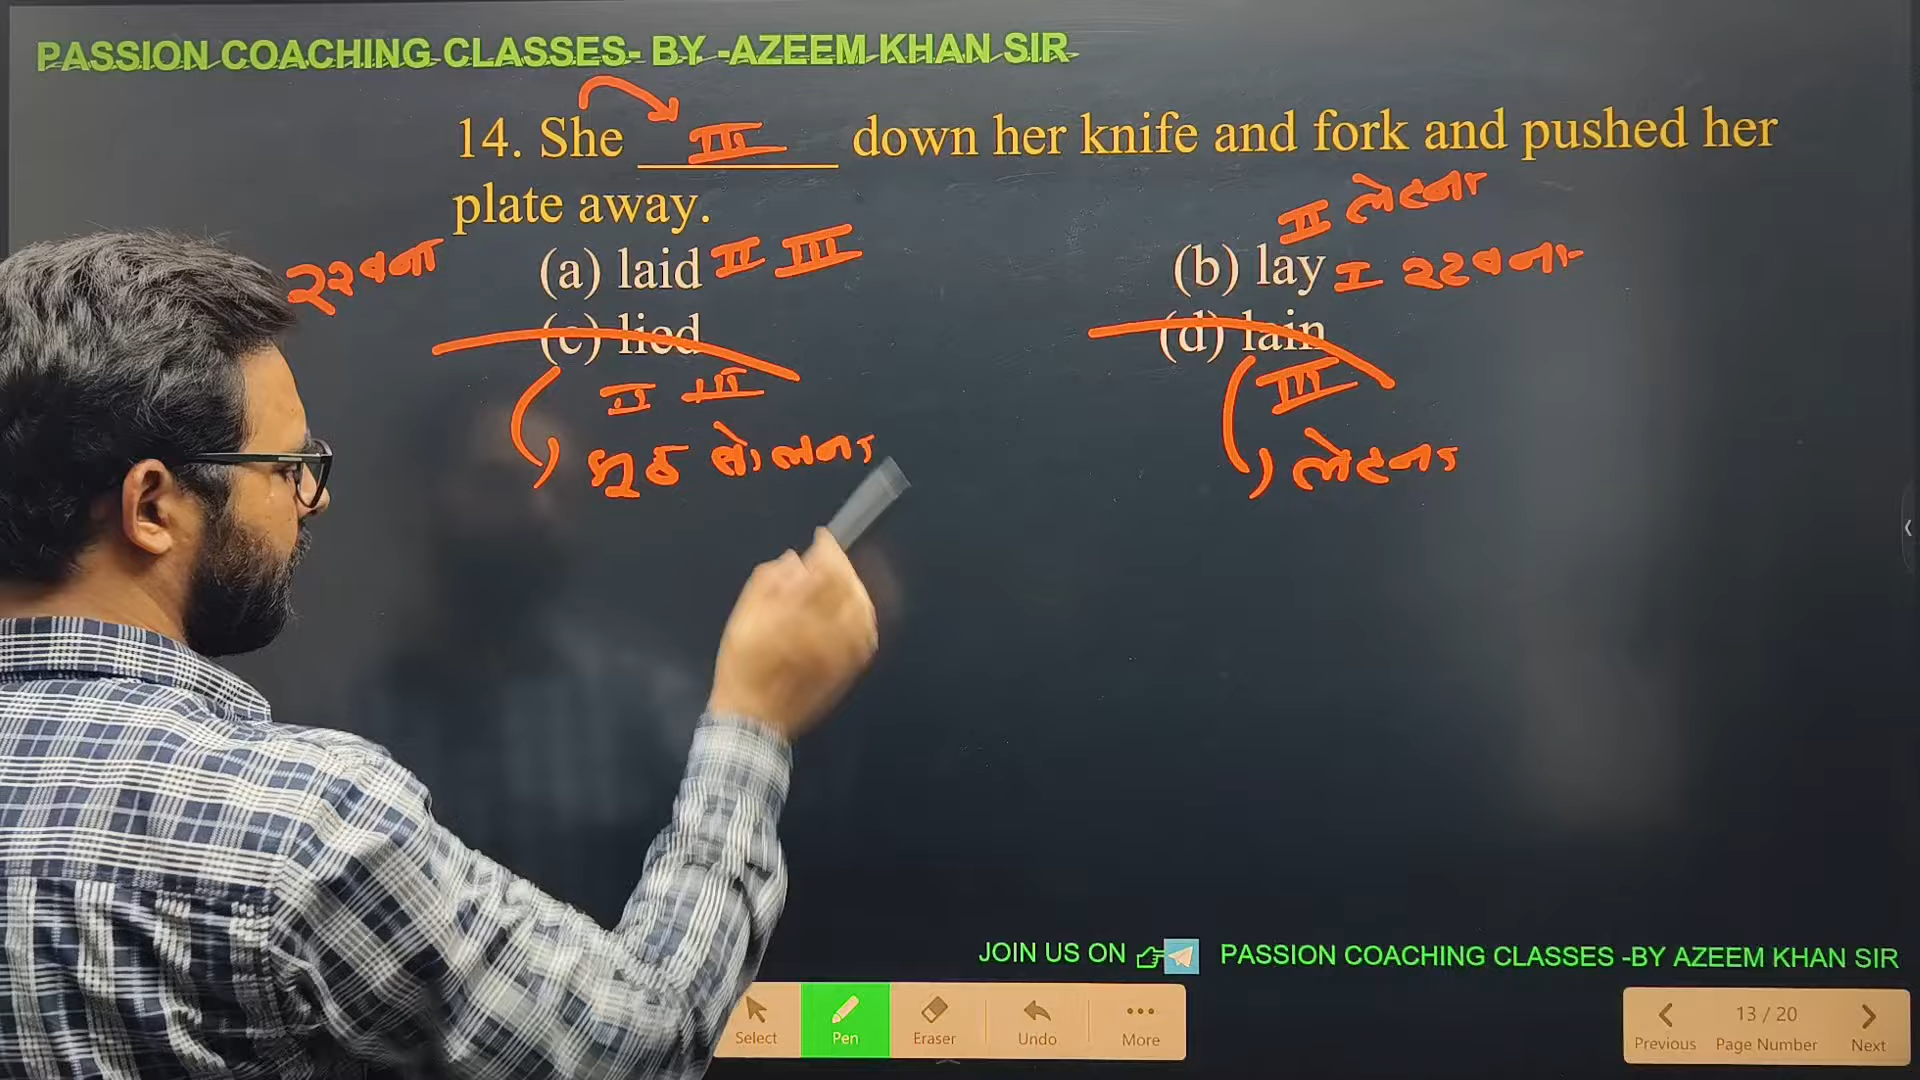 PASSION COACHING CLASSES- BY -AZEEM KHAN SIR
14. She III down her knife and fork and pushed her
plate away.
II लेटना
रखना (a) laid II III (b) lay I रखना
(c) lied (d) lain
II III III
झूठ बोलना लेटना
JOIN US ON PASSION COACHING CLASSES -BY AZEEM KHAN SIR
Select Pen Eraser Undo More
13 / 20
Previous Page Number Next